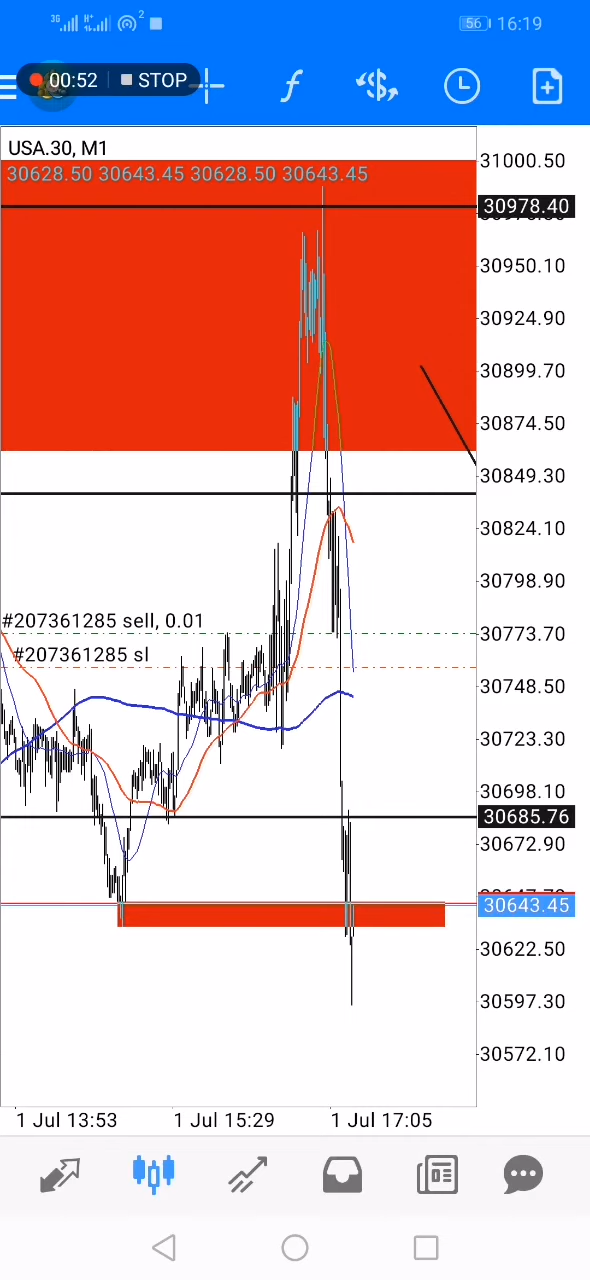 3G H+ 2 56 16:19
00:52 STOP
USA.30, M1
30628.50 30643.45 30628.50 30643.45
31000.50
30978.40
30950.10
30924.90
30899.70
30874.50
30849.30
30824.10
30798.90
#207361285 sell, 0.01
30773.70
#207361285 sl
30748.50
30723.30
30698.10
30685.76
30672.90
30643.45
30622.50
30597.30
30572.10
1 Jul 13:53 1 Jul 15:29 1 Jul 17:05